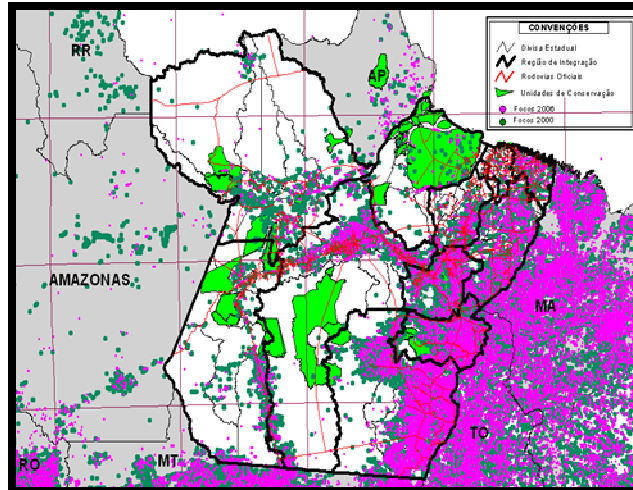 RR
AP
AMAZONAS
MA
TO
RO
MT
CONVENÇÕES
Divisa Estadual
Região de Integração
Rodovias Oficiais
Unidades de Conservação
Focos 2006
Focos 2000